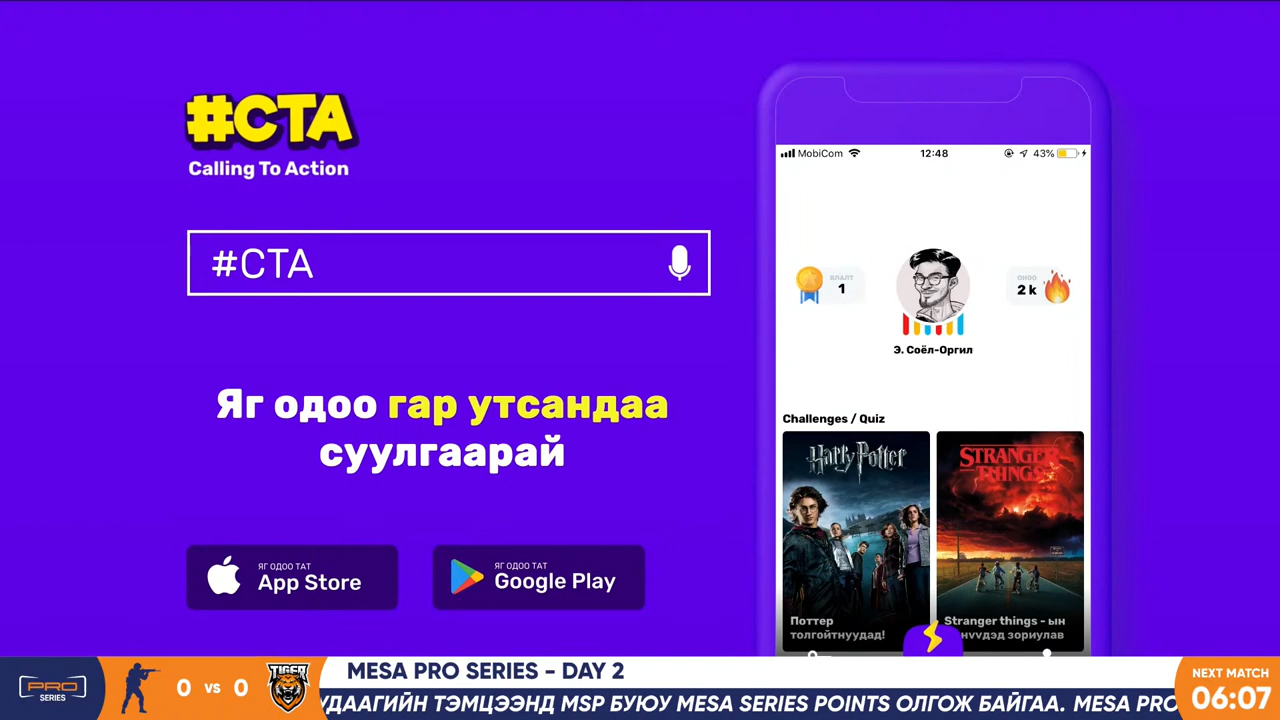 #CTA
Calling To Action
#CTA
Яг одоо гар утсандаа
суулгаарай
ЯГ ОДОО ТАТ
App Store
ЯГ ОДОО ТАТ
Google Play
MobiCom
12:48
43%
ЯЛАЛТ
1
ОНОО
2 k
Э. Соёл-Оргил
Challenges / Quiz
Harry Potter
STRANGER
THINGS
Поттер
толгойтнуудад!
Stranger things - ын
зориулав
PRO
SERIES
0 VS 0
TIGER
MESA PRO SERIES - DAY 2
УДААГИЙН ТЭМЦЭЭНД MSP БУЮУ MESA SERIES POINTS ОЛГОЖ БАЙГАА. MESA PRO
NEXT MATCH
06:07